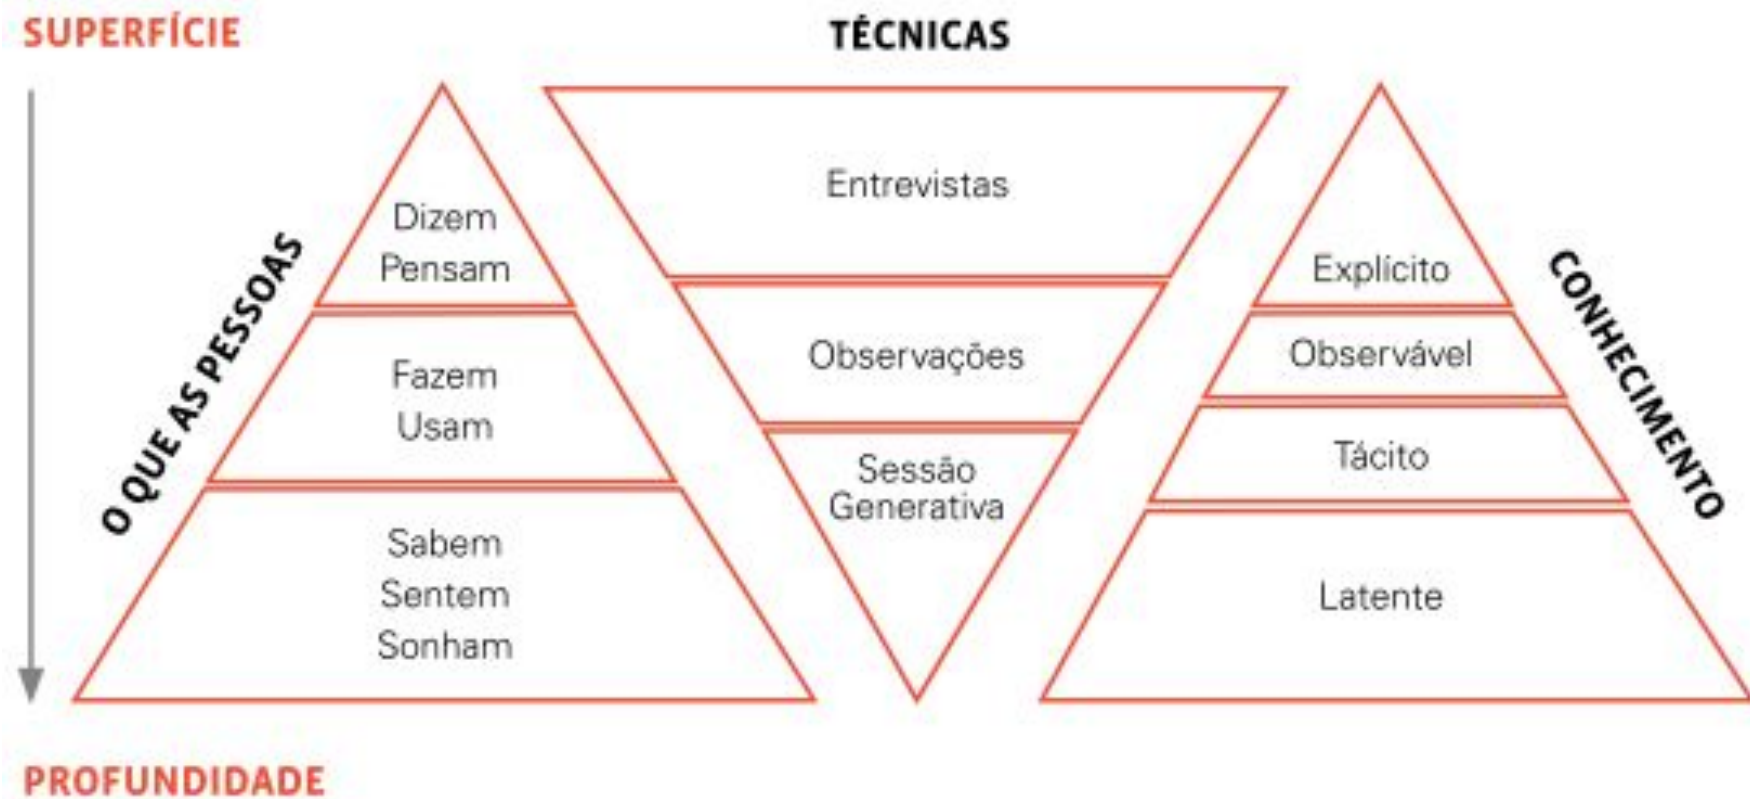 SUPERFÍCIE
TÉCNICAS
O QUE AS PESSOAS
Dizem
Pensam
Fazem
Usam
Sabem
Sentem
Sonham
Entrevistas
Observações
Sessão
Generativa
Explícito
Observável
Tácito
Latente
CONHECIMENTO
PROFUNDIDADE